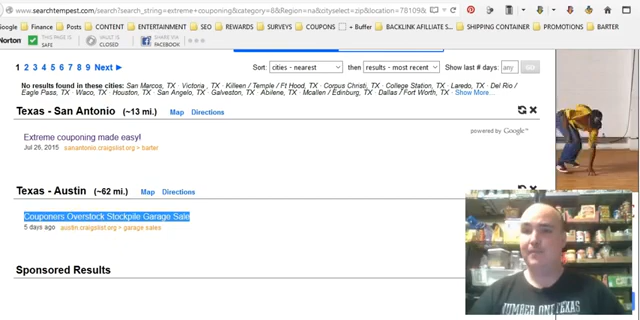 www.searchtempest.com/search?search_string=extreme+couponing&category=8&Region=na&cityselect=zip&location=78109&
Finance Posts CONTENT ENTERTAINMENT SEO REWARDS SURVEYS COUPONS + Buffer BACKLINK AFILLIATE S... SHIPPING CONTAINER PROMOTIONS BARTER
Norton THIS PAGE IS SAFE VAULT IS CLOSED SHARE VIA FACEBOOK
1 2 3 4 5 6 7 8 9 Next ► Sort: cities - nearest then results - most recent Show last # days: any GO
No results found in these cities: San Marcos, TX · Victoria , TX · Killeen / Temple / Ft Hood, TX · Corpus Christi, TX · College Station, TX · Laredo, TX · Del Rio /
Eagle Pass, TX · Waco, TX · Houston, TX · San Angelo, TX · Galveston, TX · Abilene, TX · Mcallen / Edinburg, TX · Dallas / Fort Worth, TX · Show More...
Texas - San Antonio (~13 mi.) Map Directions
Extreme couponing made easy!
powered by Google
Jul 26, 2015 sanantonio.craigslist.org > barter
Texas - Austin (~62 mi.) Map Directions
Couponers Overstock Stockpile Garage Sale
5 days ago austin.craigslist.org > garage sales
Sponsored Results
NUMBER ONE TEXAS